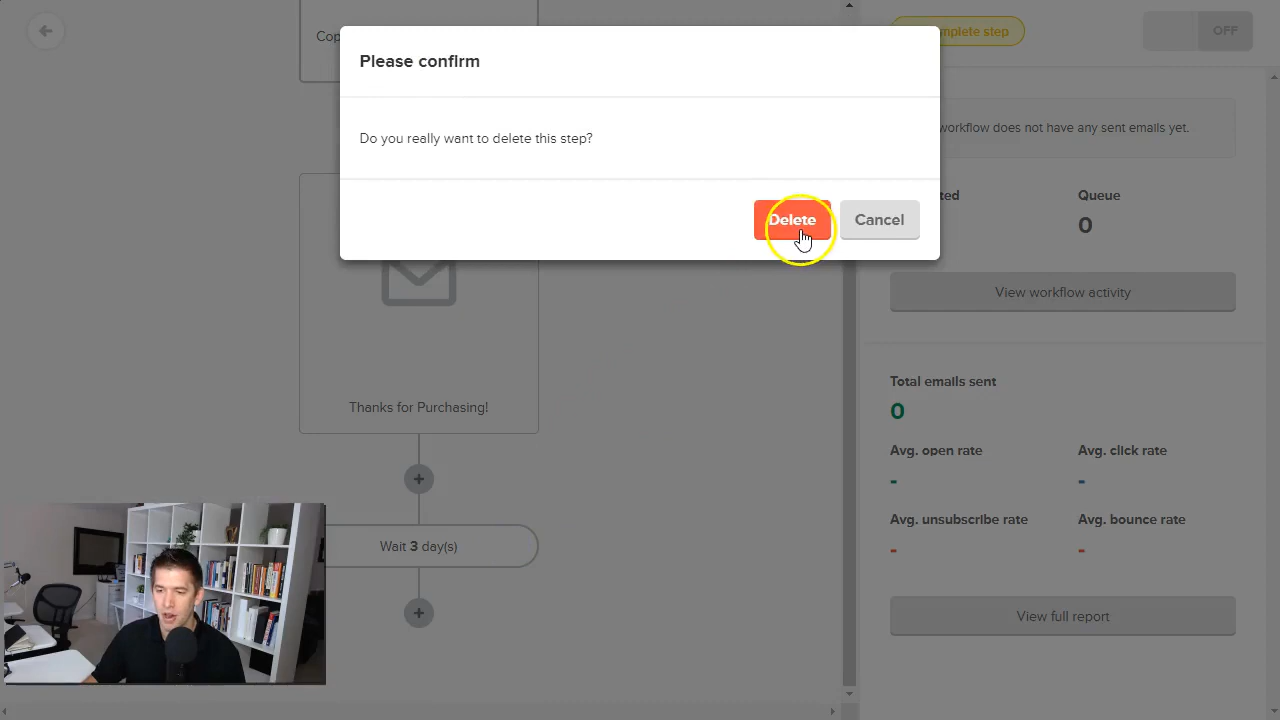 Cop
Please confirm
mplete step
OFF
Do you really want to delete this step?
workflow does not have any sent emails yet.
Delete
Cancel
ted
Queue
0
View workflow activity
Total emails sent
0
Thanks for Purchasing!
Avg. open rate
Avg. click rate
-
-
Avg. unsubscribe rate
Avg. bounce rate
-
-
Wait 3 day(s)
View full report